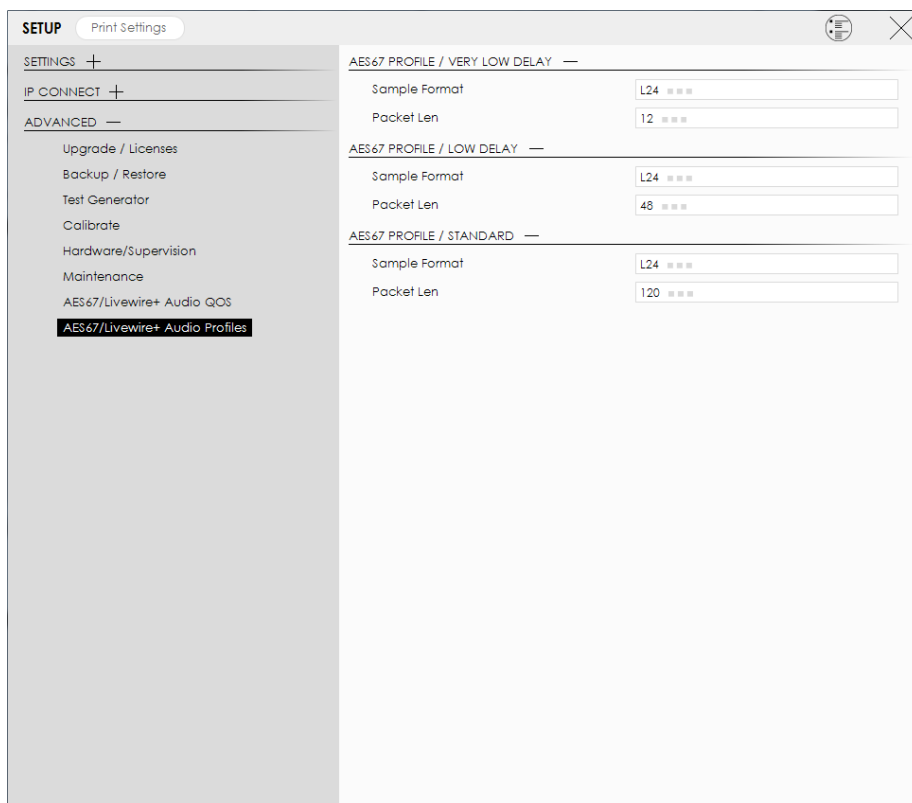 SETUP Print Settings
SETTINGS
IP CONNECT
ADVANCED
Upgrade / Licenses
Backup / Restore
Test Generator
Calibrate
Hardware/Supervision
Maintenance
AES67/Livewire+ Audio QOS
AES67/Livewire+ Audio Profiles
AES67 PROFILE / VERY LOW DELAY
Sample Format L24
Packet Len 12
AES67 PROFILE / LOW DELAY
Sample Format L24
Packet Len 48
AES67 PROFILE / STANDARD
Sample Format L24
Packet Len 120